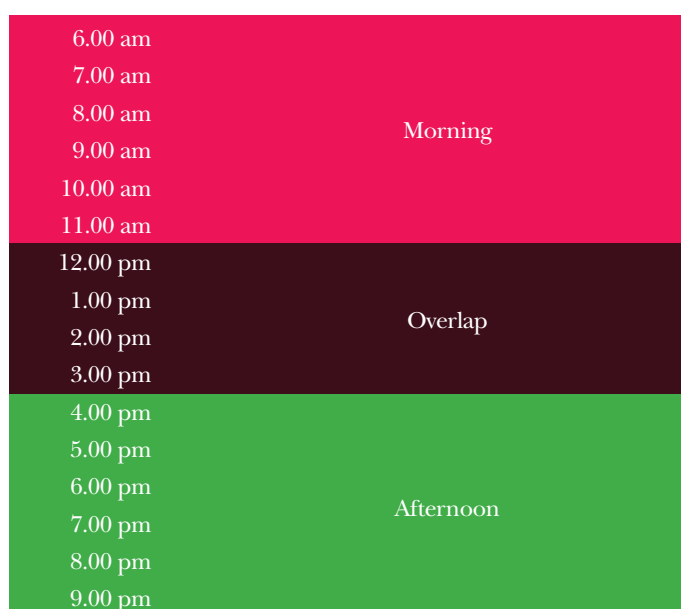 6.00 am
7.00 am
8.00 am
Morning
9.00 am
10.00 am
11.00 am
12.00 pm
1.00 pm
Overlap
2.00 pm
3.00 pm
4.00 pm
5.00 pm
6.00 pm
Afternoon
7.00 pm
8.00 pm
9.00 pm